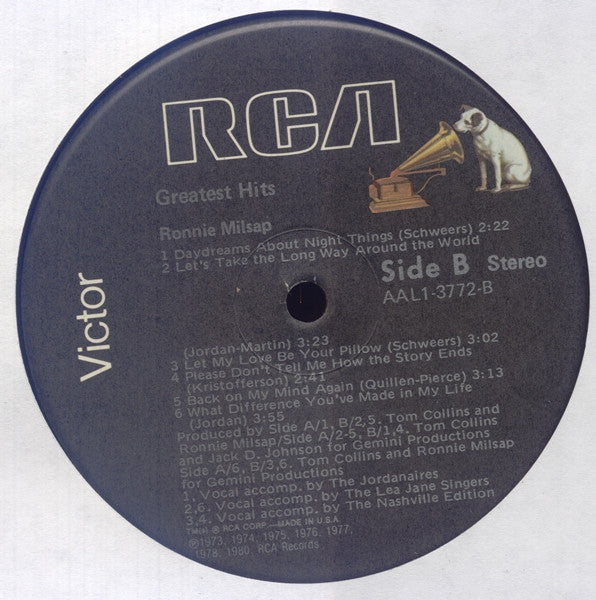 RCA
Greatest Hits
Ronnie Milsap
1 Daydreams About Night Things (Schweers) 2:22
2 Let's Take the Long Way Around the World
Side B Stereo
AAL1-3772-B
Victor
(Jordan-Martin) 3:23
3 Let My Love Be Your Pillow (Schweers) 3:02
4 Please Don't Tell Me How the Story Ends
(Kristofferson) 2:41
5 Back on My Mind Again (Quillen-Pierce) 3:13
6 What Difference You've Made in My Life
(Jordan) 3:55
Produced by Side A/1, B/2,5. Tom Collins and
Ronnie Milsap/Side A/2-5, B/1,4. Tom Collins
and Jack D. Johnson for Gemini Productions
Side A/6, B/3,6. Tom Collins and Ronnie Milsap
for Gemini Productions
1, Vocal accomp. by The Jordanaires
2,6. Vocal accomp. by The Lea Jane Singers
3,4. Vocal accomp. by The Nashville Edition
TM(s) ® RCA CORP.—MADE IN U.S.A
℗1973, 1974, 1975, 1976, 1977,
1978, 1980, RCA Records